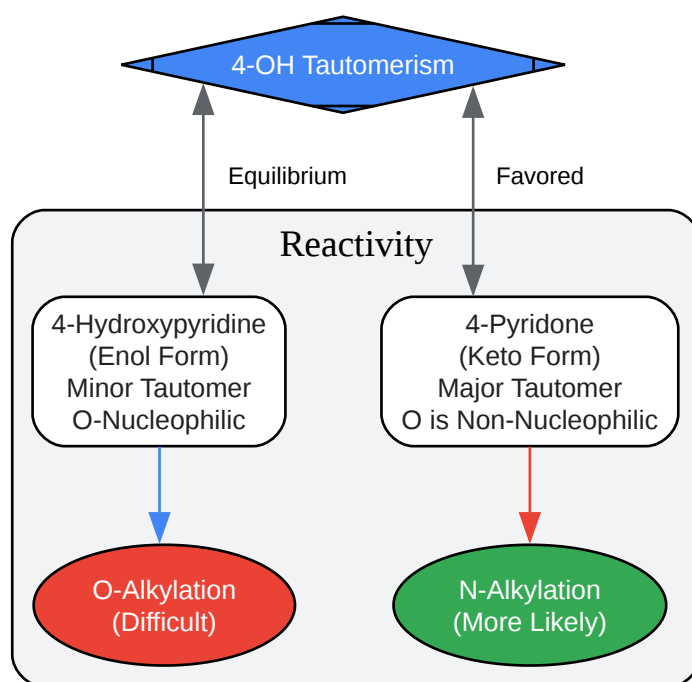 4-OH Tautomerism
Equilibrium
Favored
Reactivity
4-Hydroxypyridine
(Enol Form)
Minor Tautomer
O-Nucleophilic
4-Pyridone
(Keto Form)
Major Tautomer
O is Non-Nucleophilic
O-Alkylation
(Difficult)
N-Alkylation
(More Likely)